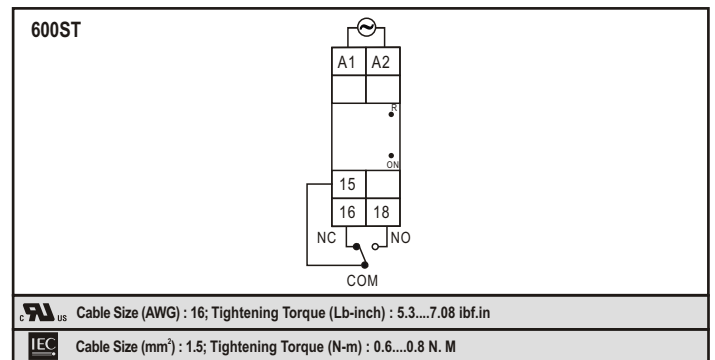 600ST
A1 A2
R
ON
15
16 18
NC NO
COM
c RU us Cable Size (AWG) : 16; Tightening Torque (Lb-inch) : 5.3....7.08 ibf.in
IEC Cable Size (mm²) : 1.5; Tightening Torque (N-m) : 0.6....0.8 N. M